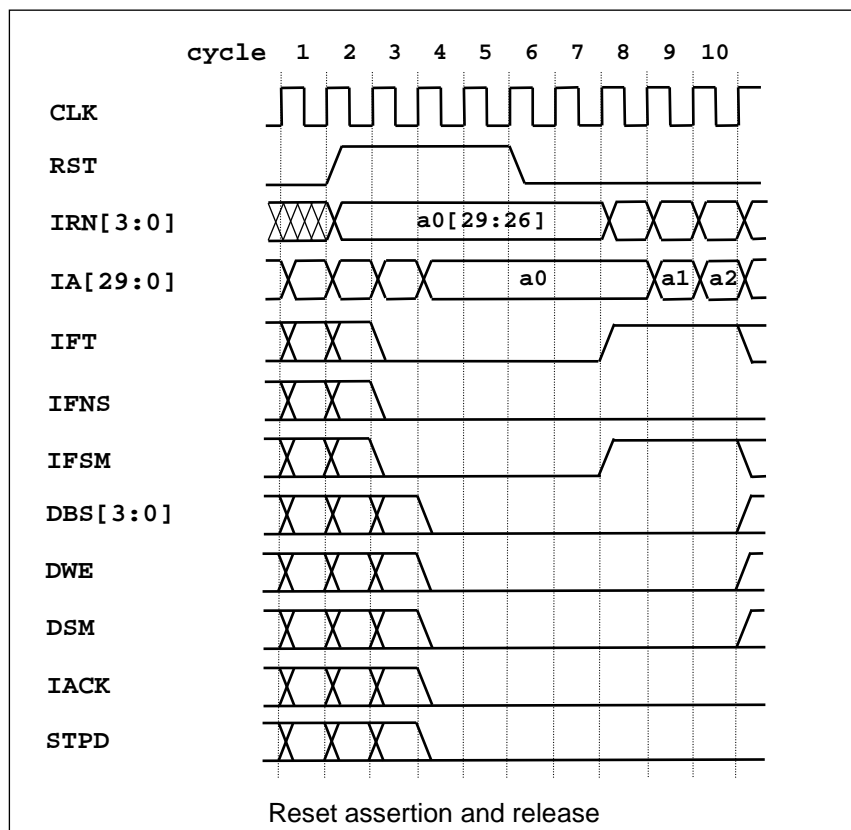 cycle 1 2 3 4 5 6 7 8 9 10
CLK
RST
IRN[3:0] a0[29:26]
IA[29:0] a0 a1 a2
IFT
IFNS
IFSM
DBS[3:0]
DWE
DSM
IACK
STPD
Reset assertion and release